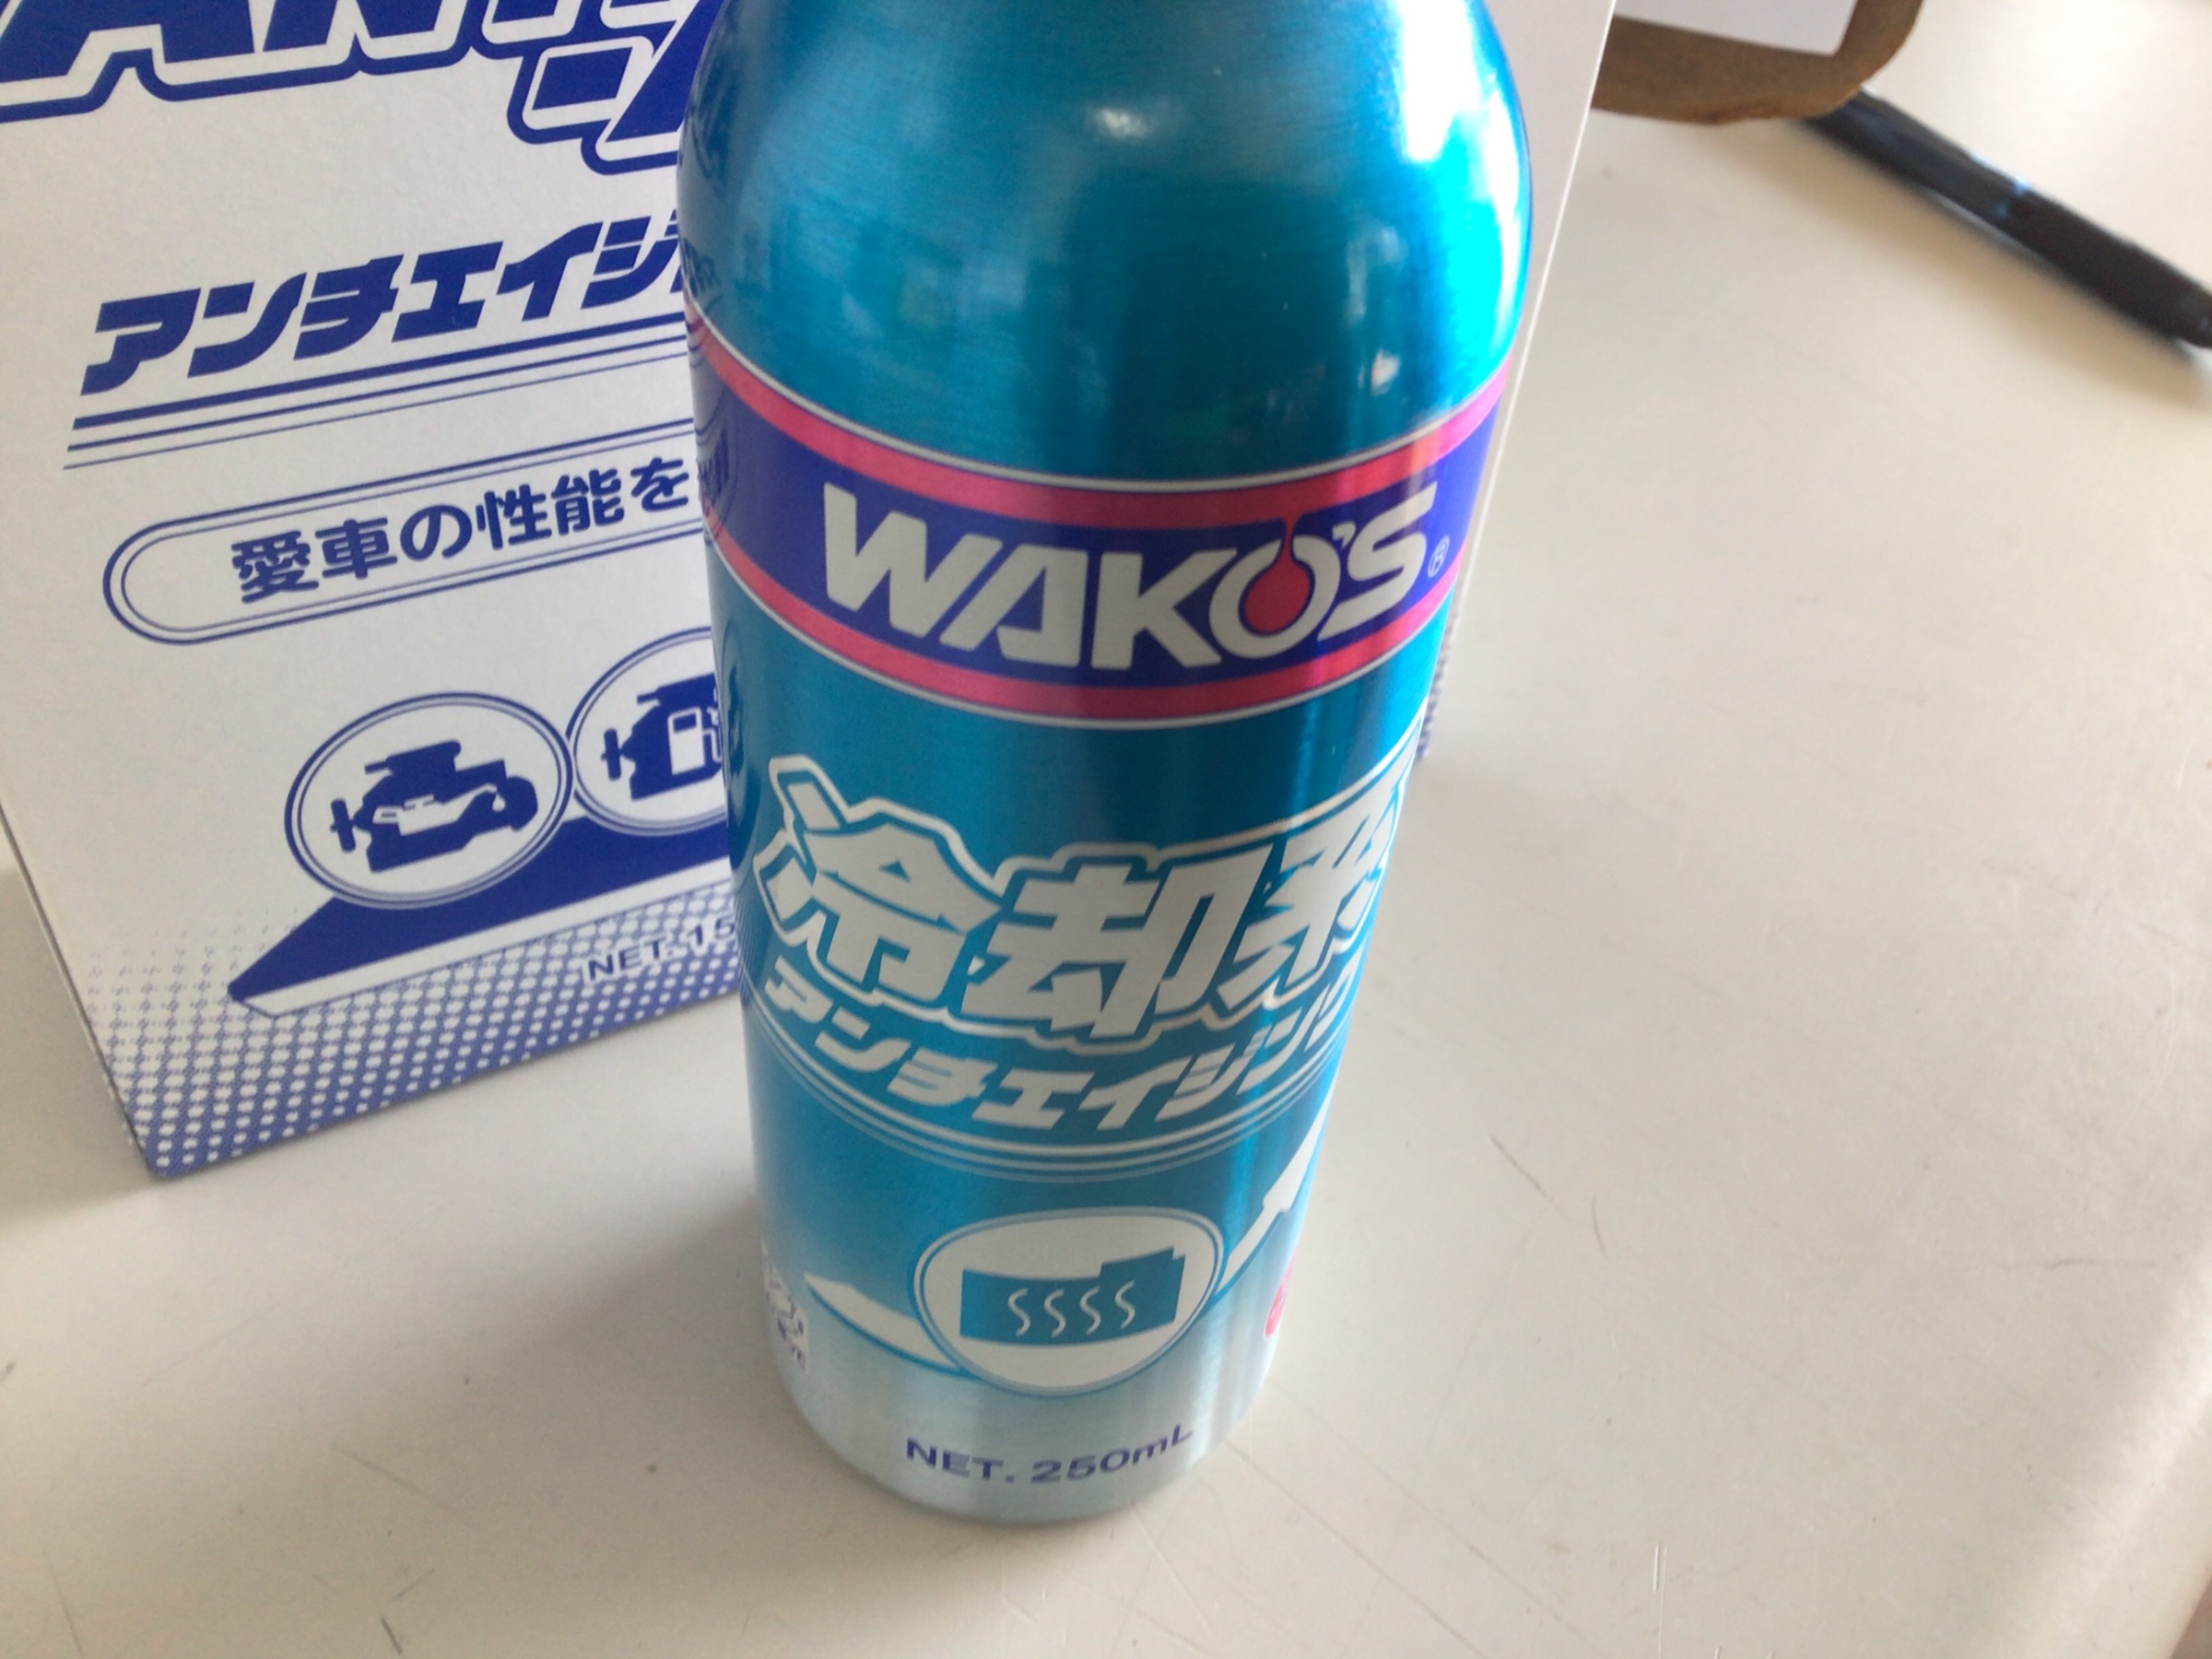 アンチエイジ
愛車の性能を
NET.15
WAKO'S®
冷却系
アンチエイジング
NET. 250mL